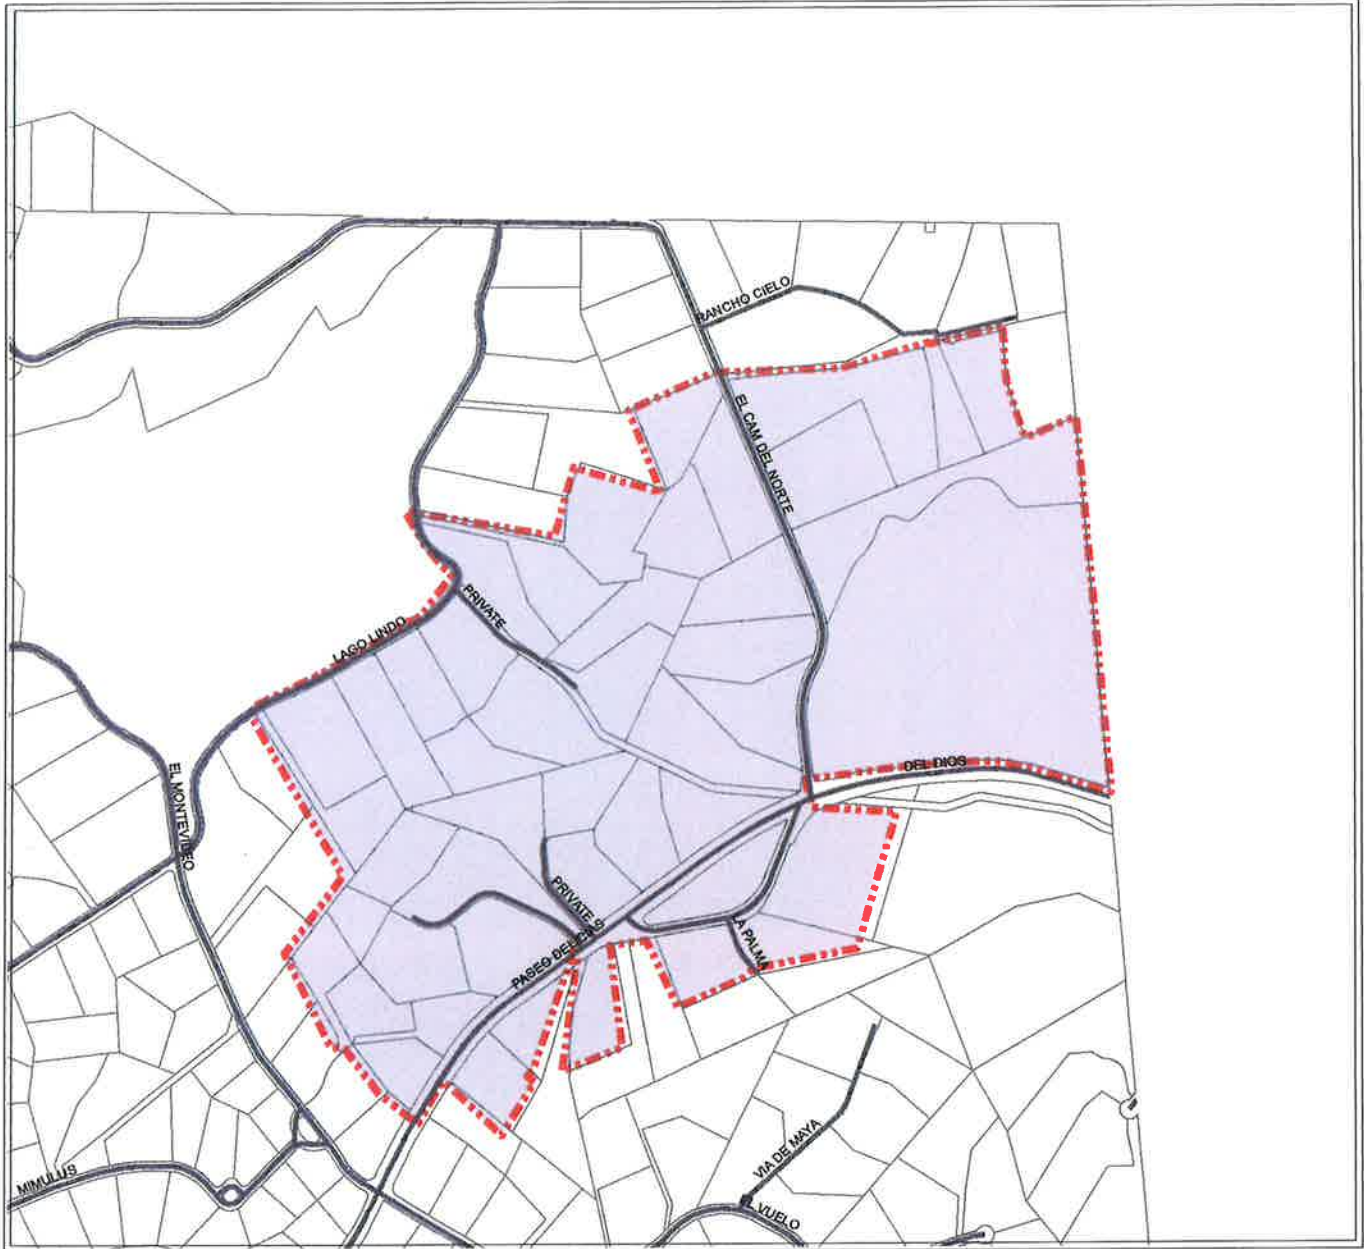 RANCHO CIELO
EL CAM DEL NORTE
PRIVATE
LAGO LINDO
DEL DIOS
EL MONTEVIDEO
PRIVATE
PASEO DELICIAS
LA PALMA
VIA DE MAYA
MIMULUS
EL VUELO